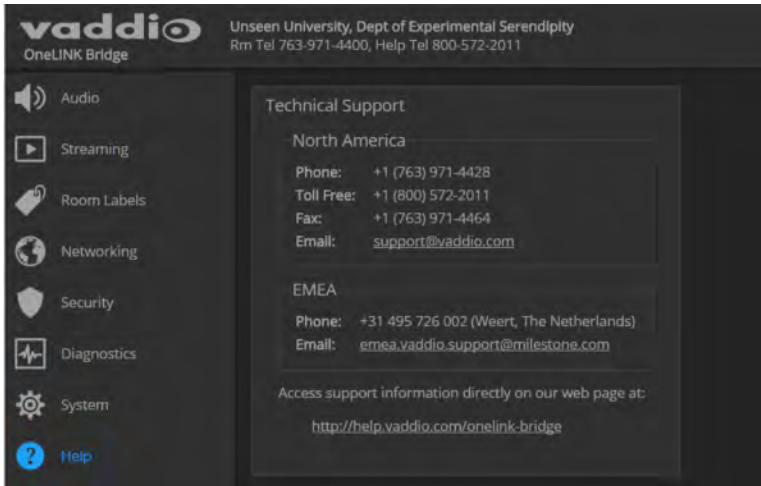 vaddio
OneLINK Bridge
Unseen University, Dept of Experimental Serendipity
Rm Tel 763-971-4400, Help Tel 800-572-2011
Audio
Streaming
Room Labels
Networking
Security
Diagnostics
System
? Help
Technical Support
North America
Phone: +1 (763) 971-4428
Toll Free: +1 (800) 572-2011
Fax: +1 (763) 971-4464
Email: support@vaddio.com
EMEA
Phone: +31 495 726 002 (Weert, The Netherlands)
Email: emea.vaddio.support@milestone.com
Access support information directly on our web page at:
http://help.vaddio.com/onelink-bridge